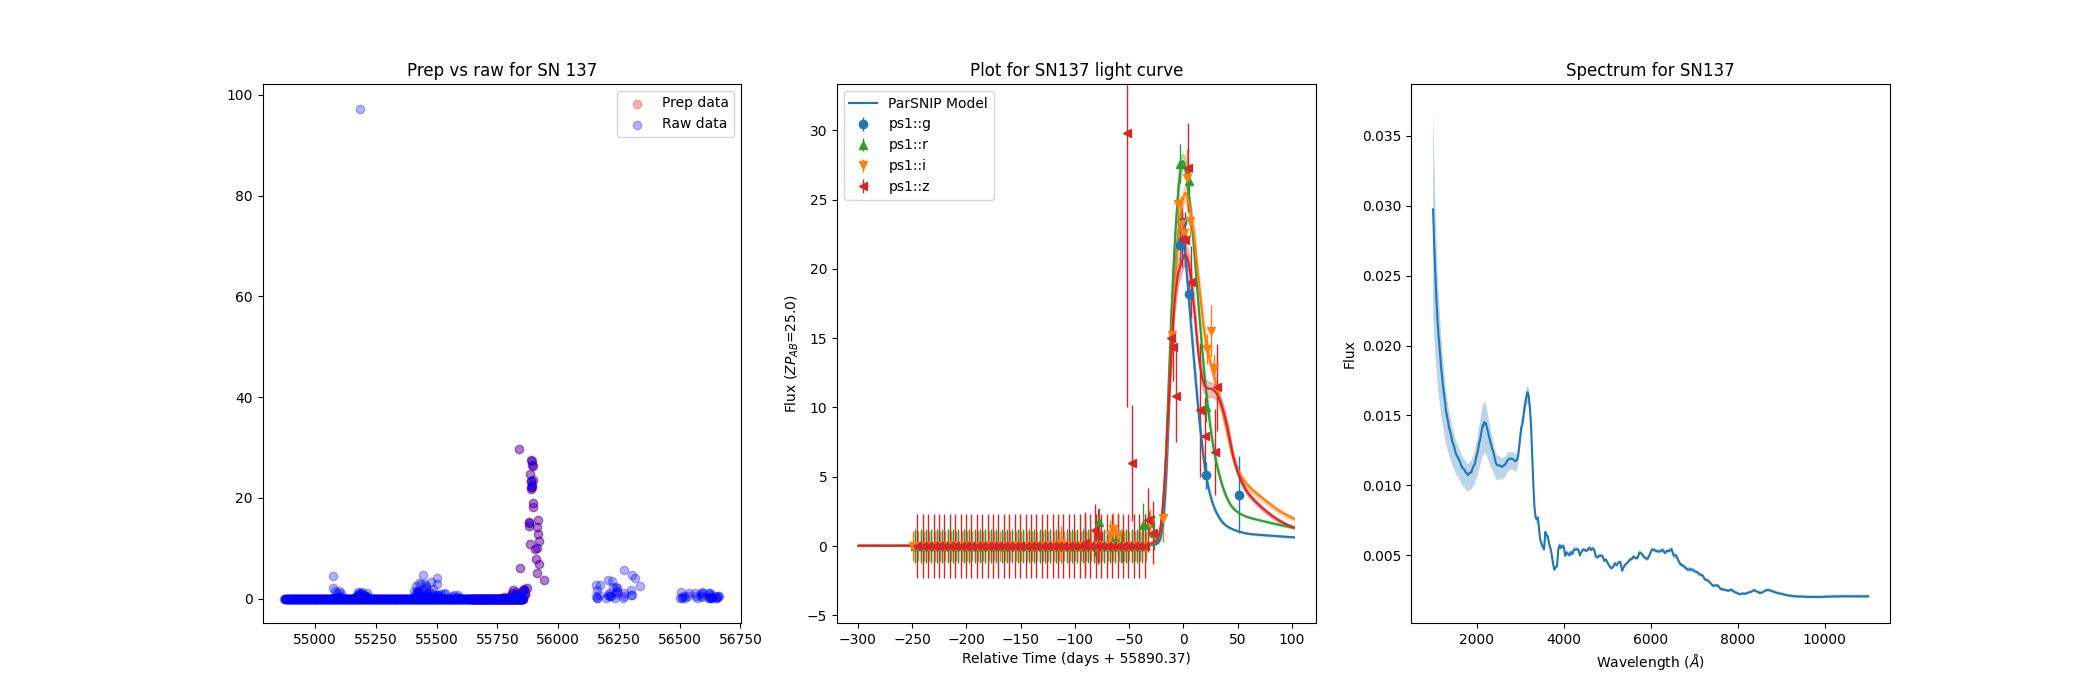 Prep vs raw for SN 137
100
80
60
40
20
0
55000 55250 55500 55750 56000 56250 56500 56750
Prep data
Raw data
Plot for SN137 light curve
Flux (ZP_AB=25.0)
30
25
20
15
10
5
0
−5
−300 −250 −200 −150 −100 −50 0 50 100
Relative Time (days + 55890.37)
ParSNIP Model
ps1::g
ps1::r
ps1::i
ps1::z
Spectrum for SN137
Flux
0.035
0.030
0.025
0.020
0.015
0.010
0.005
2000 4000 6000 8000 10000
Wavelength (Å)